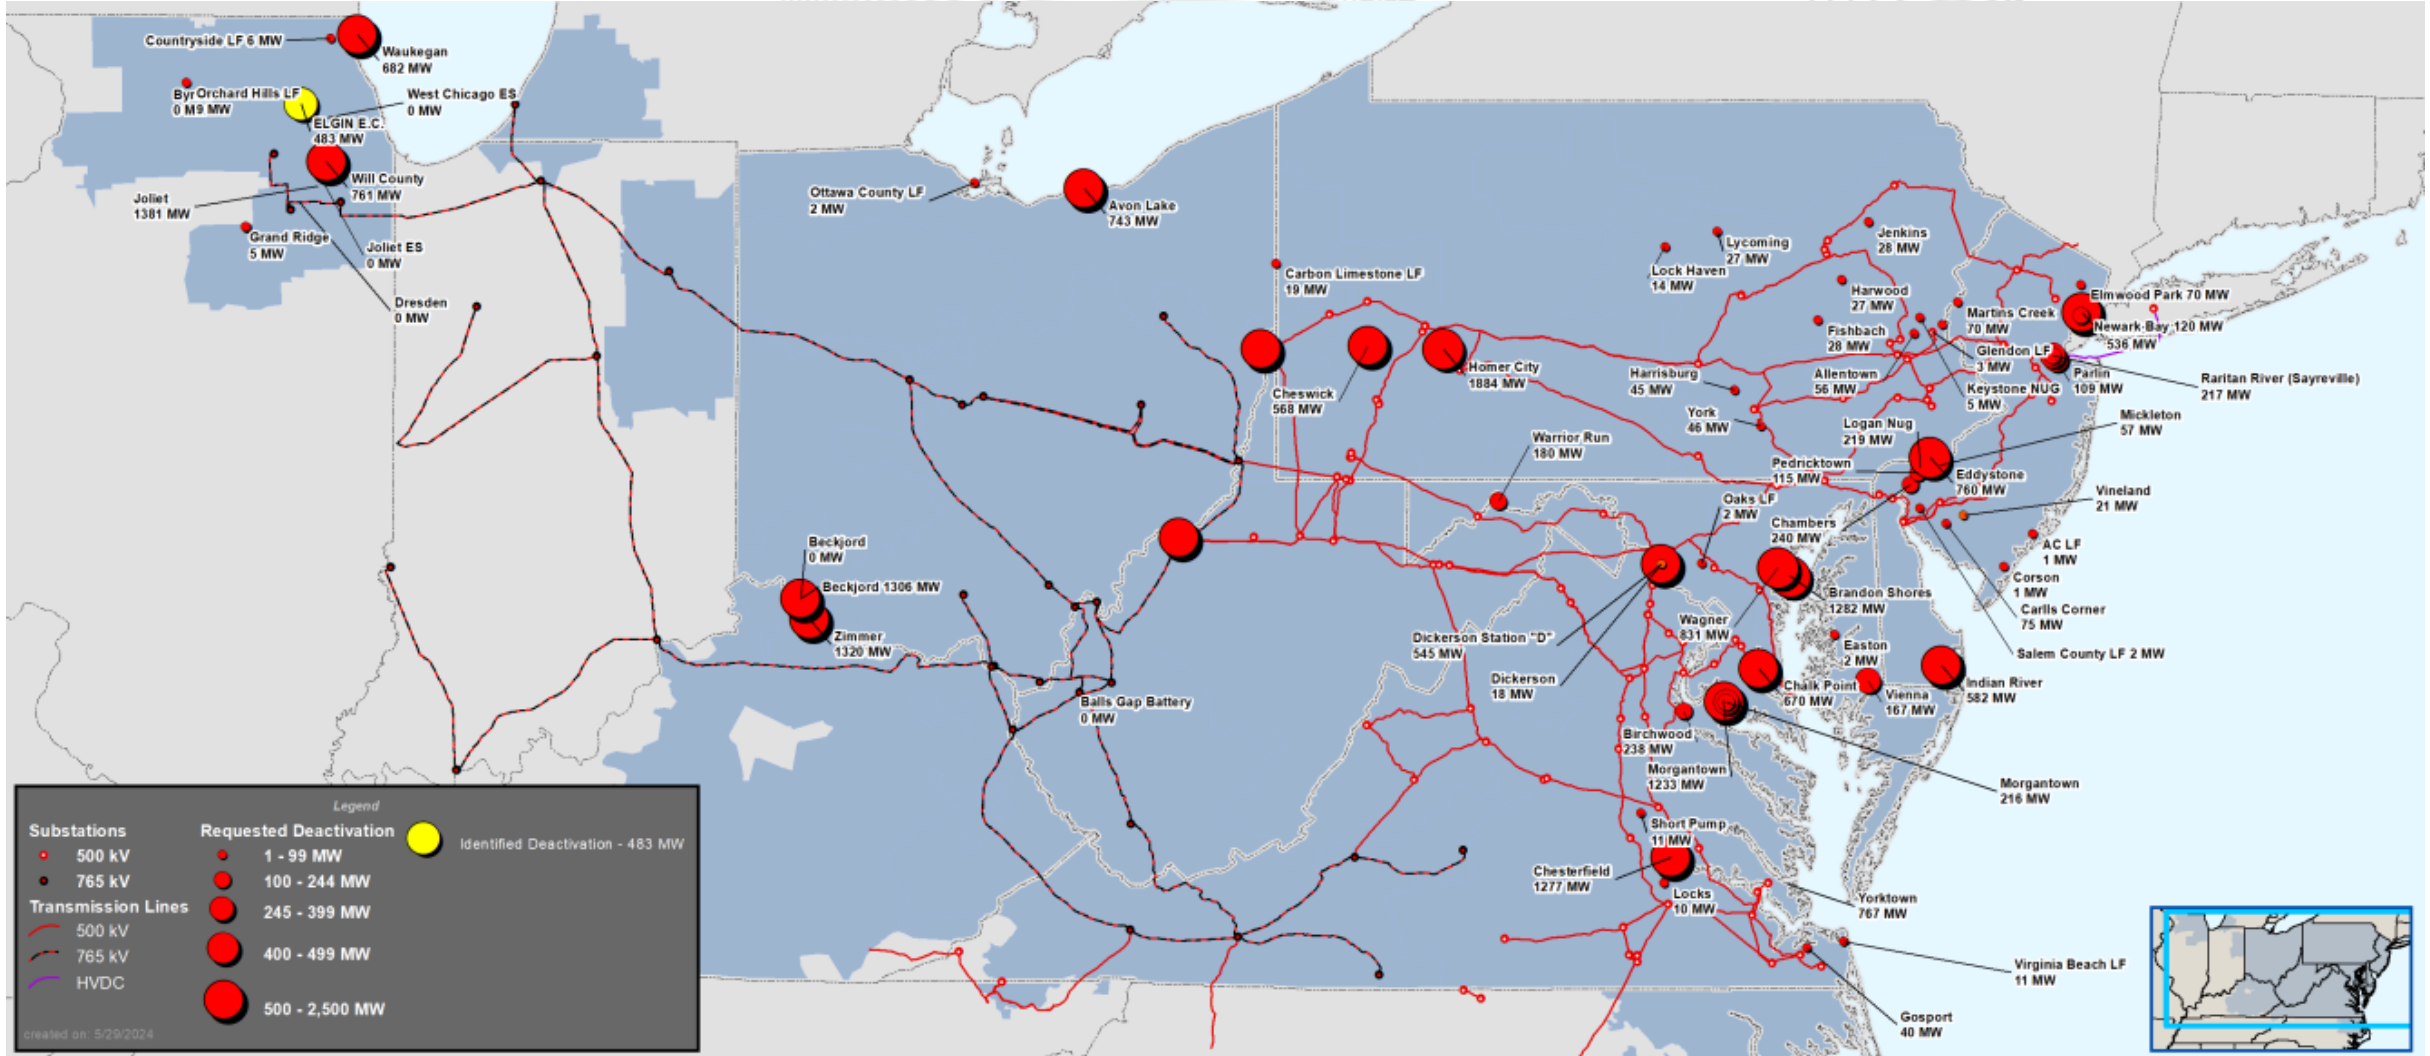 Countryside LF 6 MW
Waukegan
682 MW
Byr Orchard Hills LF
0 M9 MW
West Chicago ES
0 MW
ELGIN E.C.
483 MW
Will County
761 MW
Joliet
1381 MW
Grand Ridge
5 MW
Joliet ES
0 MW
Dresden
0 MW
Ottawa County LF
2 MW
Avon Lake
743 MW
Carbon Limestone LF
19 MW
Lycoming
27 MW
Lock Haven
14 MW
Jenkins
28 MW
Harwood
27 MW
Elmwood Park 70 MW
Martins Creek
70 MW
Newark Bay 120 MW
536 MW
Fishbach
28 MW
Glendon LF
3 MW
Homer City
1884 MW
Harrisburg
45 MW
Allentown
56 MW
Parlin
109 MW
Raritan River (Sayreville)
217 MW
Keystone NUG
5 MW
Cheswick
568 MW
York
46 MW
Logan Nug
219 MW
Mickleton
57 MW
Warrior Run
180 MW
Pedricktown
115 MW
Eddystone
760 MW
Vineland
21 MW
Oaks LF
2 MW
Chambers
240 MW
Beckjord
0 MW
AC LF
1 MW
Corson
1 MW
Beckjord 1306 MW
Brandon Shores
1282 MW
Carlls Corner
75 MW
Wagner
831 MW
Zimmer
1320 MW
Dickerson Station "D"
545 MW
Easton
2 MW
Salem County LF 2 MW
Dickerson
18 MW
Chalk Point
670 MW
Vienna
167 MW
Indian River
582 MW
Balls Gap Battery
0 MW
Birchwood
238 MW
Morgantown
1233 MW
Morgantown
216 MW
Short Pump
11 MW
Chesterfield
1277 MW
Locks
10 MW
Yorktown
767 MW
Virginia Beach LF
11 MW
Gosport
40 MW
Legend
Substations
500 kV
765 kV
Transmission Lines
500 kV
765 kV
HVDC
Requested Deactivation
1 - 99 MW
100 - 244 MW
245 - 399 MW
400 - 499 MW
500 - 2,500 MW
Identified Deactivation - 483 MW
created on: 5/29/2024